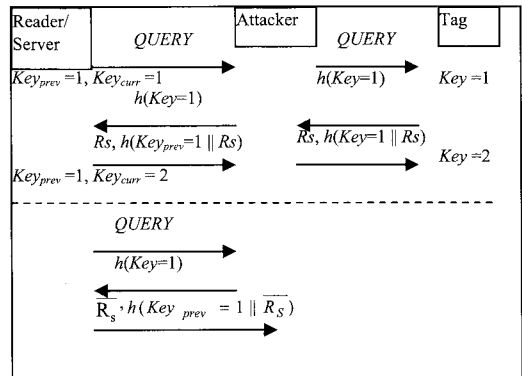 Reader/ Attacker Tag
Server QUERY QUERY
Key_prev =1, Key_curr =1 h(Key=1) Key =1
h(Key=1)
Rs, h(Key_prev=1 || Rs) Rs, h(Key=1 || Rs)
Key_prev =1, Key_curr = 2 Key =2
QUERY
h(Key=1)
R̅s̅, h(Key_prev = 1 || R̅S̅)